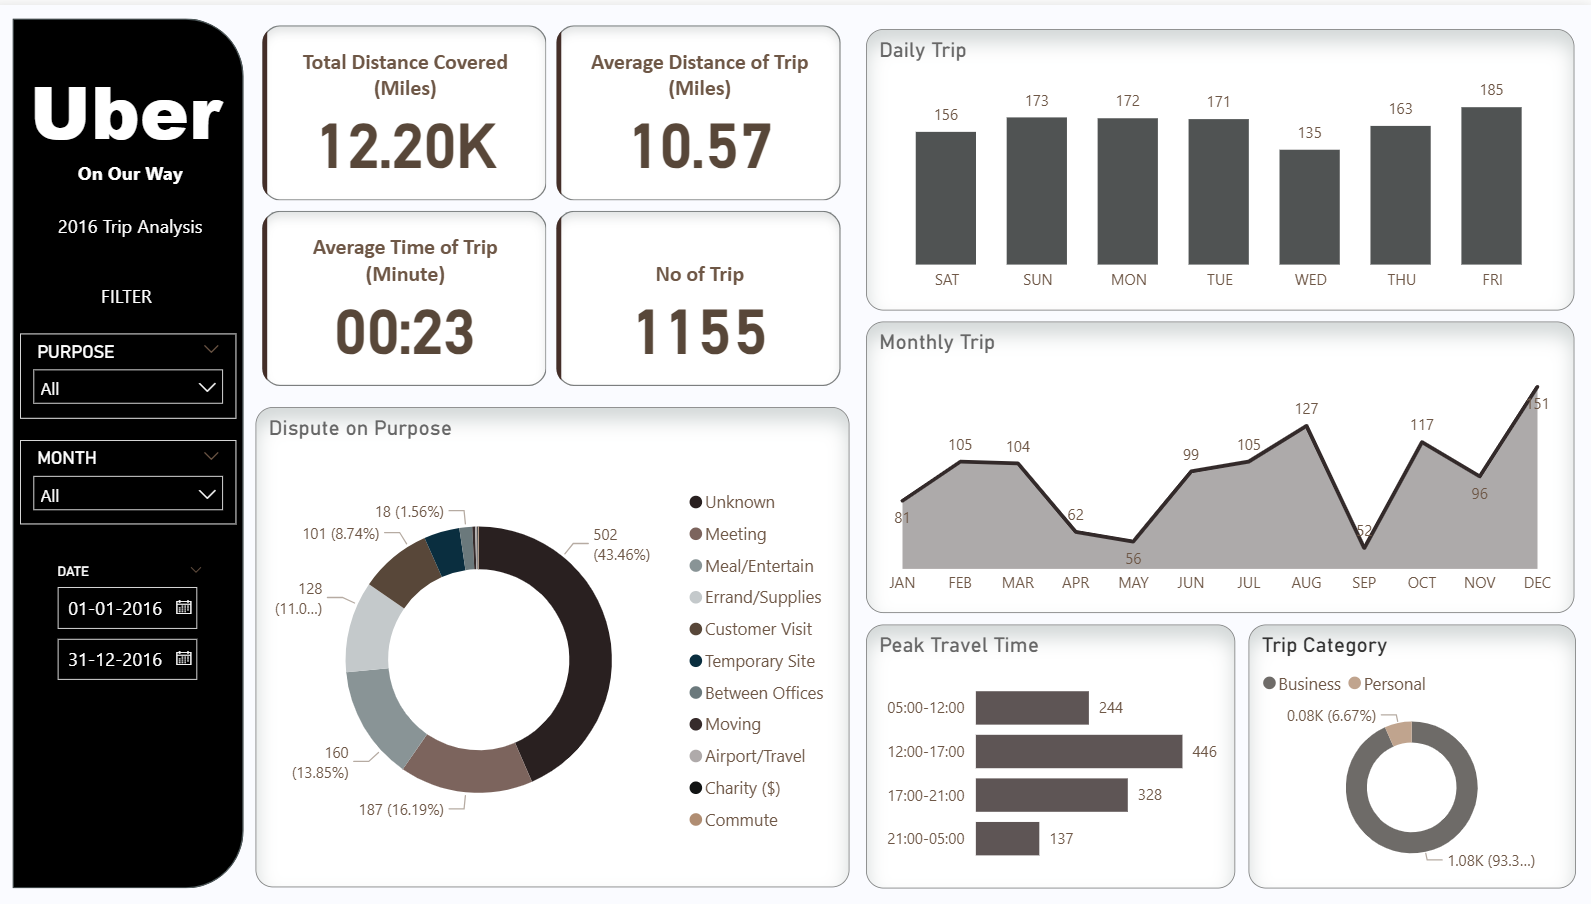 Uber
On Our Way
2016 Trip Analysis
FILTER
PURPOSE
All
MONTH
All
DATE
01-01-2016
31-12-2016
Total Distance Covered
(Miles)
12.20K
Average Distance of Trip
(Miles)
10.57
Average Time of Trip
(Minute)
00:23
No of Trip
1155
Dispute on Purpose
18 (1.56%)
101 (8.74%)
502
(43.46%)
128
(11.0...)
160
(13.85%)
187 (16.19%)
Unknown
Meeting
Meal/Entertain
Errand/Supplies
Customer Visit
Temporary Site
Between Offices
Moving
Airport/Travel
Charity ($)
Commute
Daily Trip
156 173 172 171 135 163 185
SAT SUN MON TUE WED THU FRI
Monthly Trip
81 105 104 62 56 99 105 127 52 117 96 151
JAN FEB MAR APR MAY JUN JUL AUG SEP OCT NOV DEC
Peak Travel Time
05:00-12:00 244
12:00-17:00 446
17:00-21:00 328
21:00-05:00 137
Trip Category
Business Personal
0.08K (6.67%)
1.08K (93.3...)